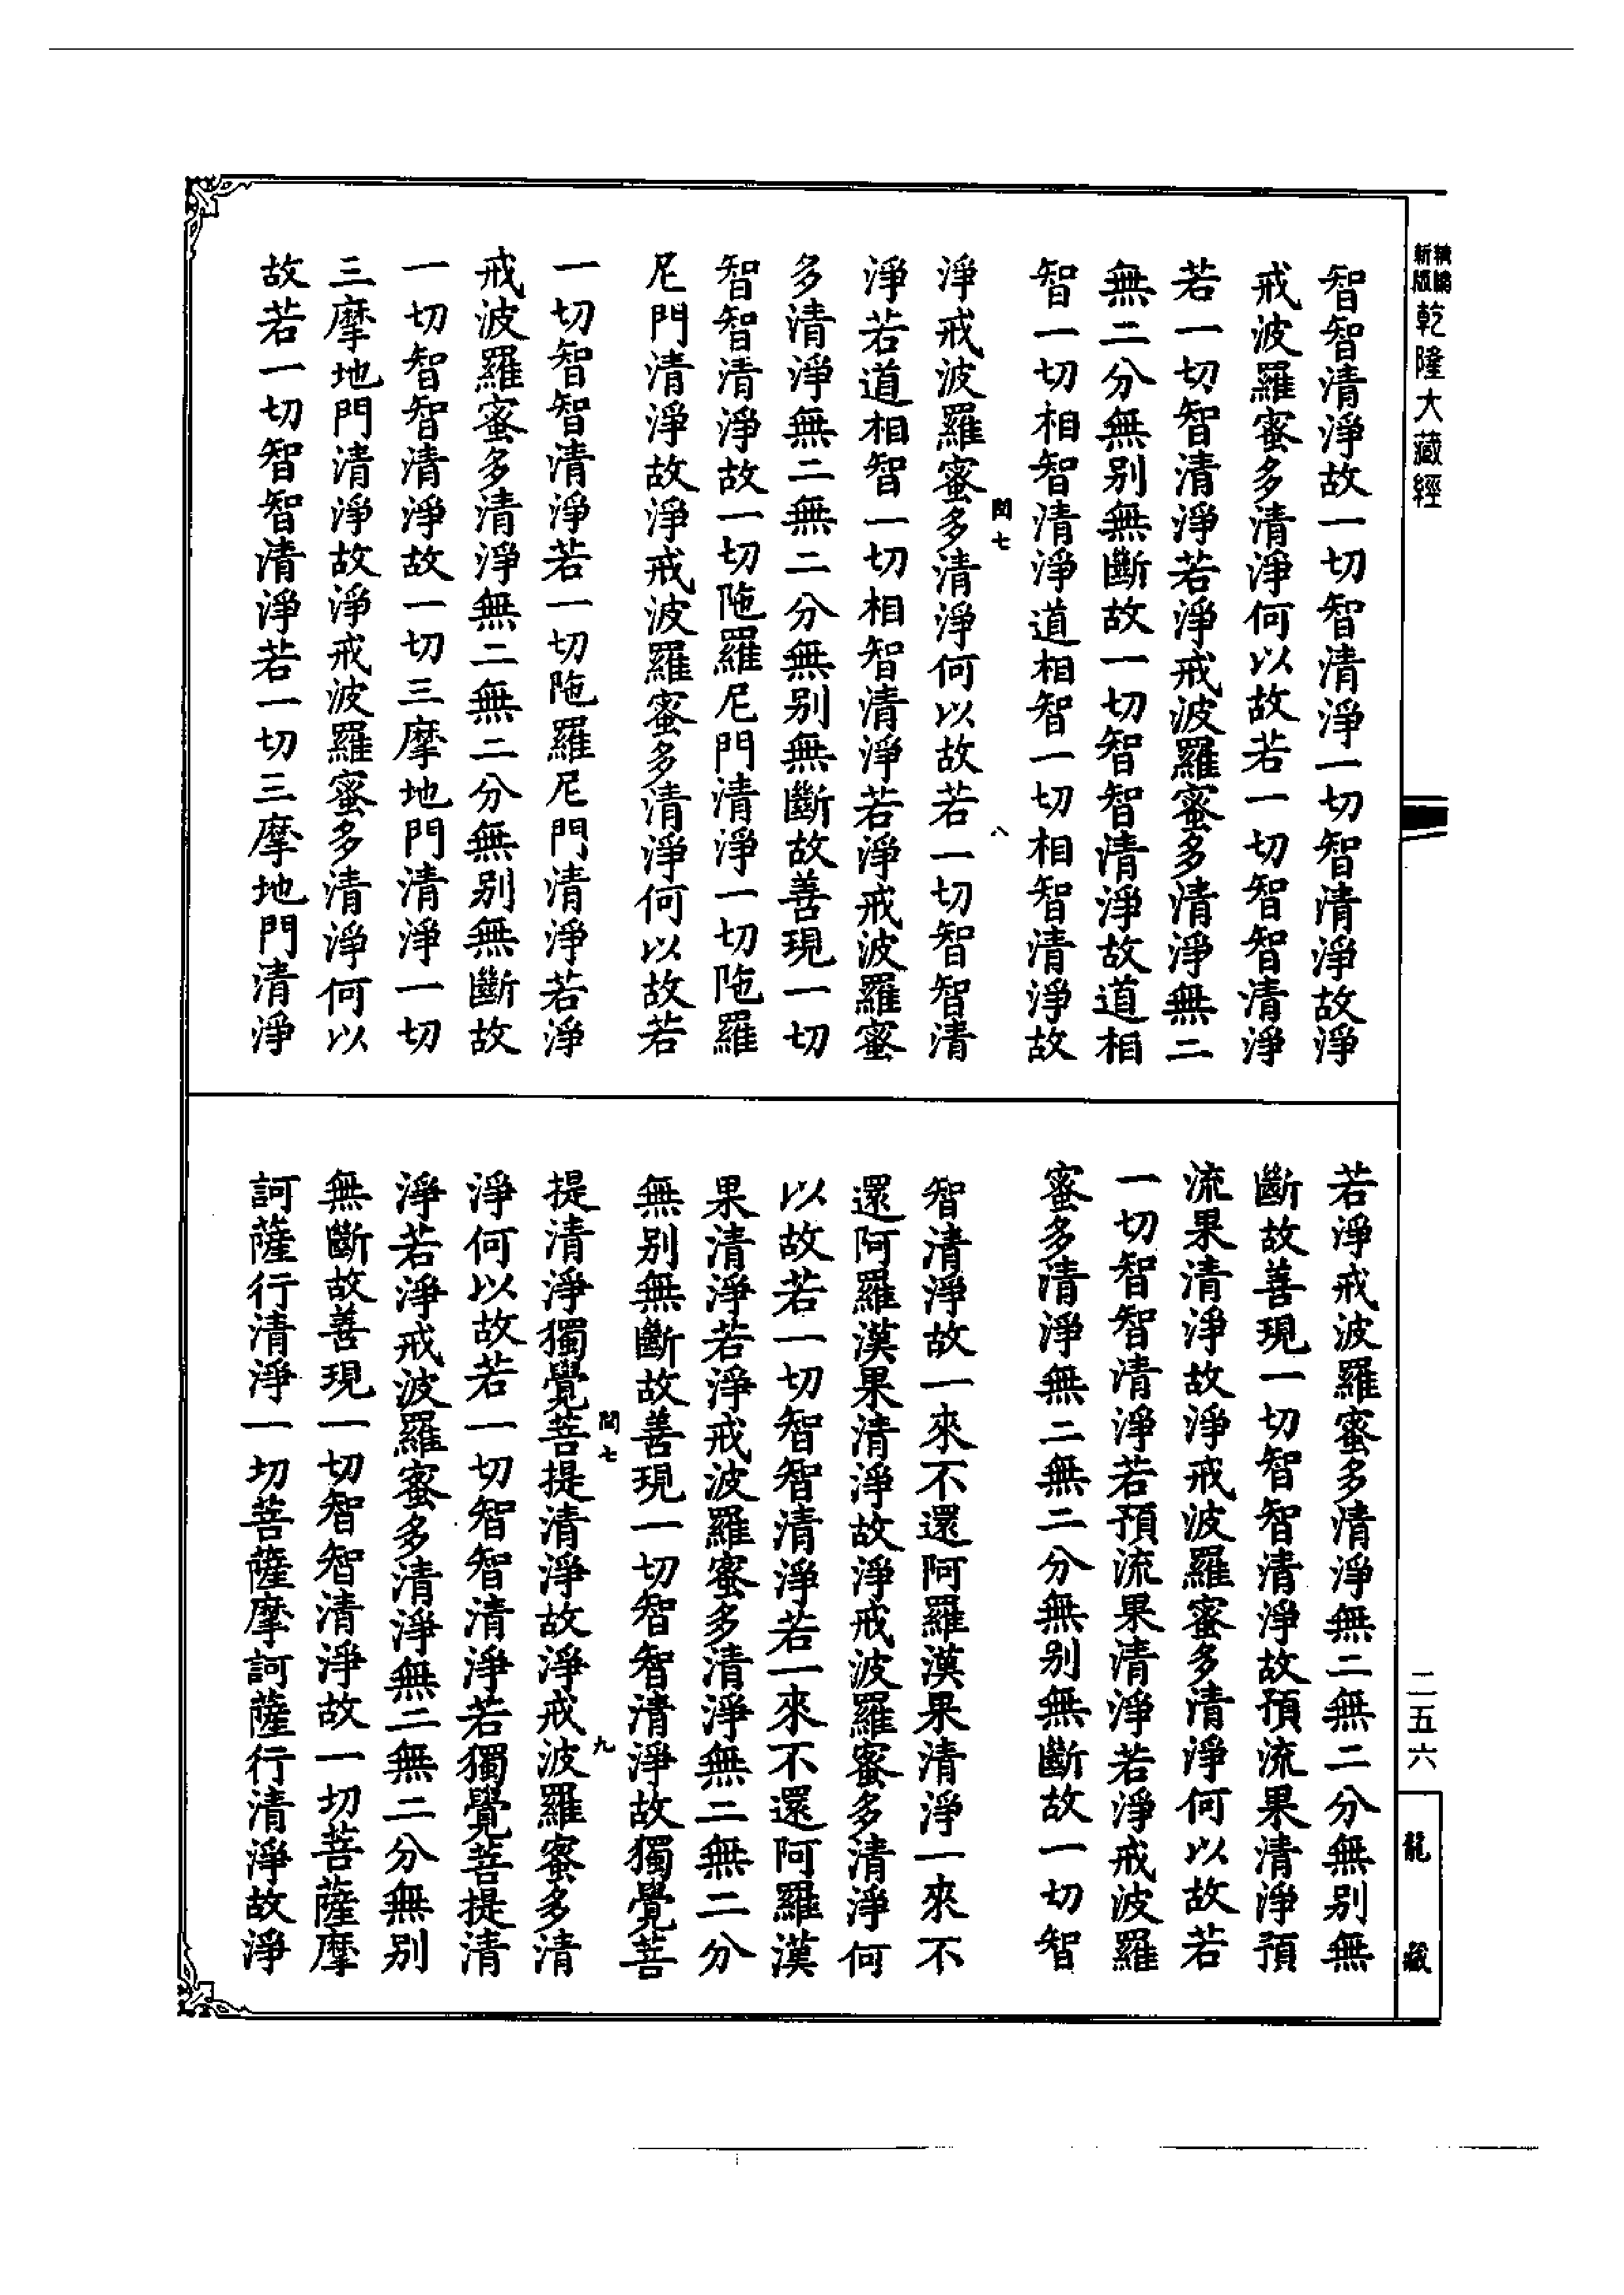 新版
精編
乾隆大藏經
智智清淨故一切智清淨一切智清淨故淨
戒波羅蜜多清淨何以故若一切智智清淨
若一切智清淨若淨戒波羅蜜多清淨無二
無二分無別無斷故一切智智清淨故道相
智一切相智清淨道相智一切相智清淨故
閏七
八
淨戒波羅蜜多清淨何以故若一切智智清
淨若道相智一切相智清淨若淨戒波羅蜜
多清淨無二無二分無別無斷故善現一切
智智清淨故一切陁羅尼門清淨一切陁羅
尼門清淨故淨戒波羅蜜多清淨何以故若
一切智智清淨若一切陁羅尼門清淨若淨
戒波羅蜜多清淨無二無二分無別無斷故
一切智智清淨故一切三摩地門清淨一切
三摩地門清淨故淨戒波羅蜜多清淨何以
故若一切智智清淨若一切三摩地門清淨
若淨戒波羅蜜多清淨無二無二分無別無
斷故善現一切智智清淨故預流果清淨預
流果清淨故淨戒波羅蜜多清淨何以故若
一切智智清淨若預流果清淨若淨戒波羅
蜜多清淨無二無二分無別無斷故一切智
智清淨故一來不還阿羅漢果清淨一來不
還阿羅漢果清淨故淨戒波羅蜜多清淨何
以故若一切智智清淨若一來不還阿羅漢
果清淨若淨戒波羅蜜多清淨無二無二分
無別無斷故善現一切智智清淨故獨覺菩
閏七
九
提清淨獨覺菩提清淨故淨戒波羅蜜多清
淨何以故若一切智智清淨若獨覺菩提清
淨若淨戒波羅蜜多清淨無二無二分無別
無斷故善現一切智智清淨故一切菩薩摩
訶薩行清淨一切菩薩摩訶薩行清淨故淨
二五六
龍藏